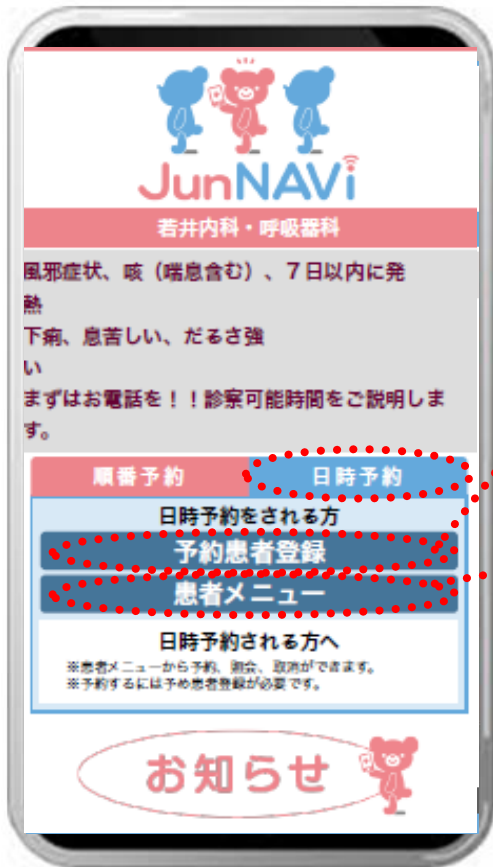 JunNAVi
若井内科・呼吸器科
風邪症状、咳（喘息含む）、７日以内に発
熱
下痢、息苦しい、だるさ強
い
まずはお電話を！！診察可能時間をご説明しま
す。
順番予約 日時予約
日時予約をされる方
予約患者登録
患者メニュー
日時予約される方へ
※患者メニューから予約、照会、取消ができます。
※予約するには予め患者登録が必要です。
お知らせ